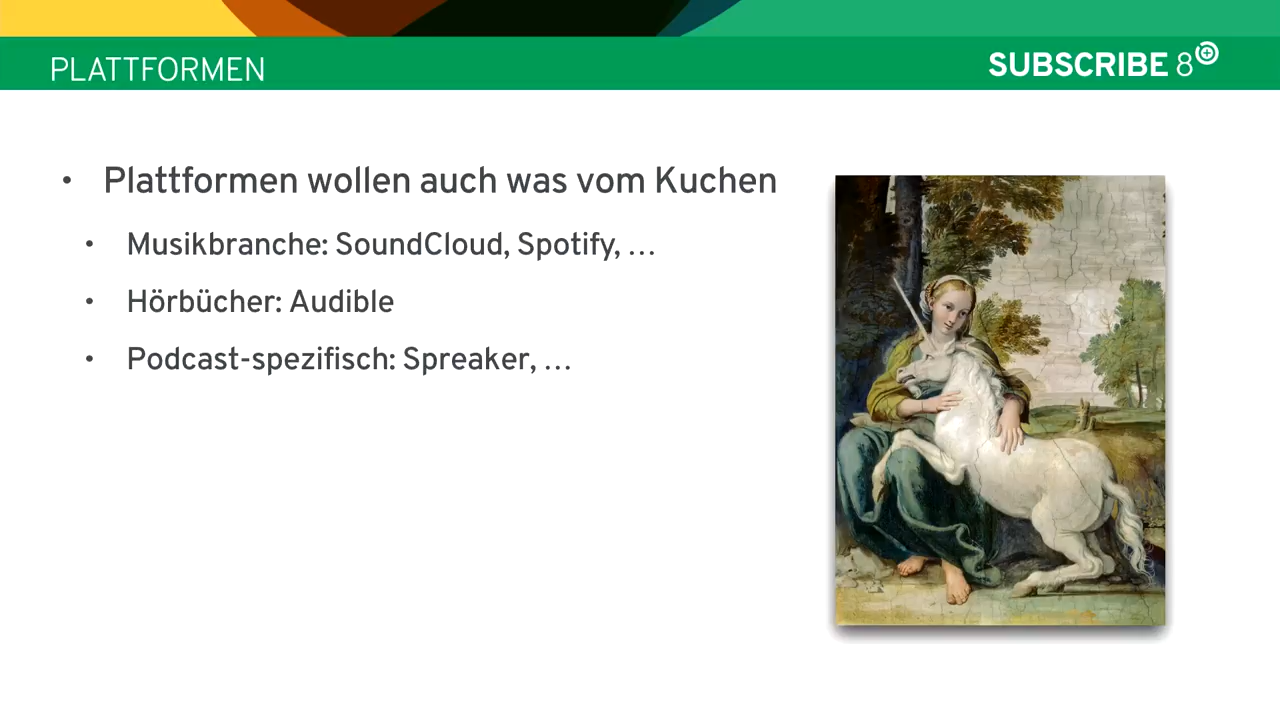 PLATTFORMEN
SUBSCRIBE 8
• Plattformen wollen auch was vom Kuchen
• Musikbranche: SoundCloud, Spotify, …
• Hörbücher: Audible
• Podcast-spezifisch: Spreaker, …